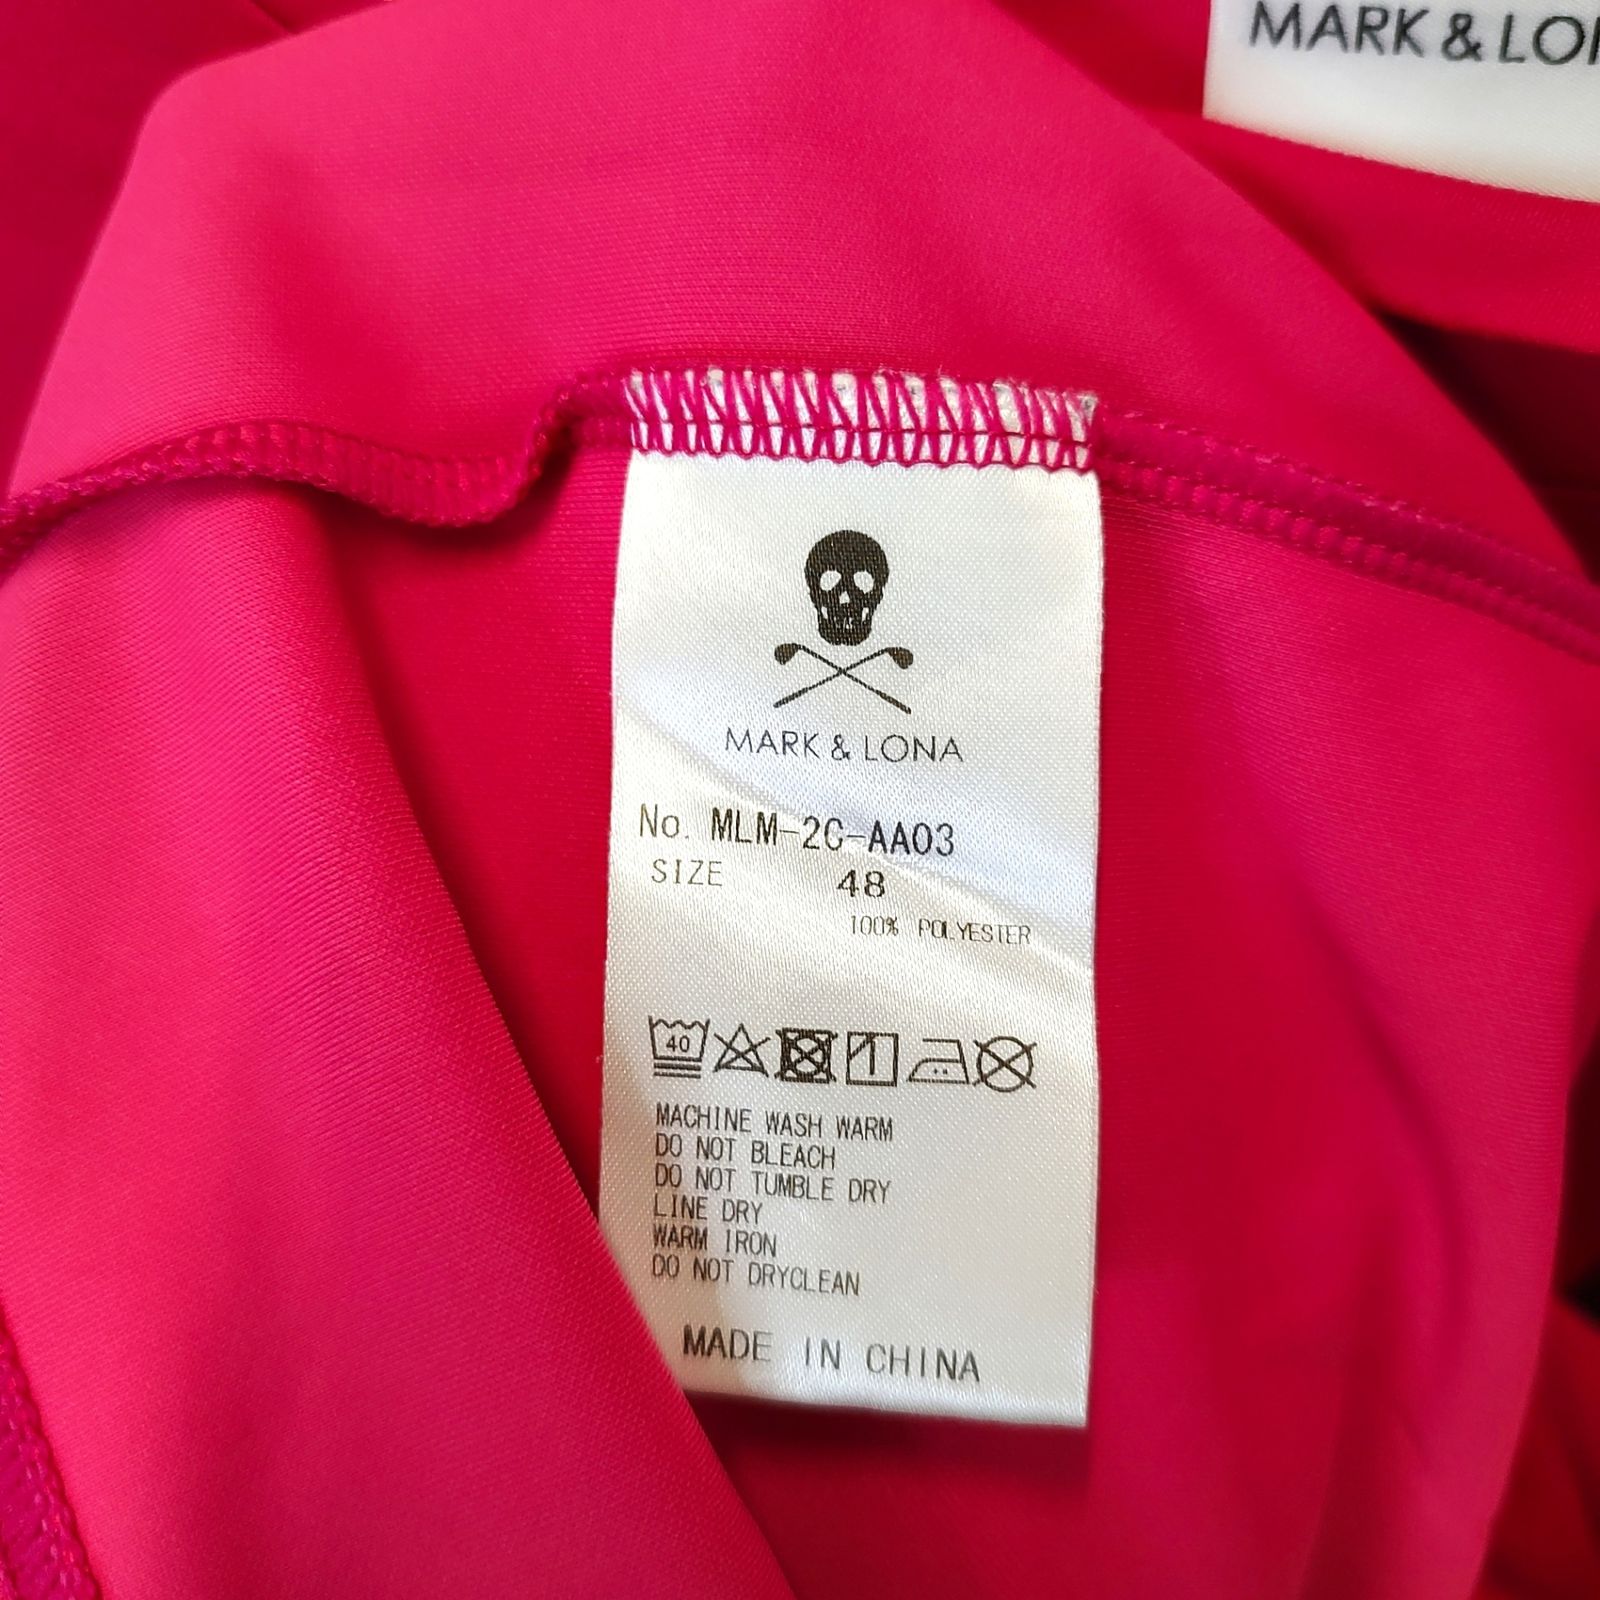 MARK & LO
MARK & LONA
No. MLM-2C-AA03
SIZE 48
100% POLYESTER
40
1
MACHINE WASH WARM
DO NOT BLEACH
DO NOT TUMBLE DRY
LINE DRY
WARM IRON
DO NOT DRYCLEAN
MADE IN CHINA